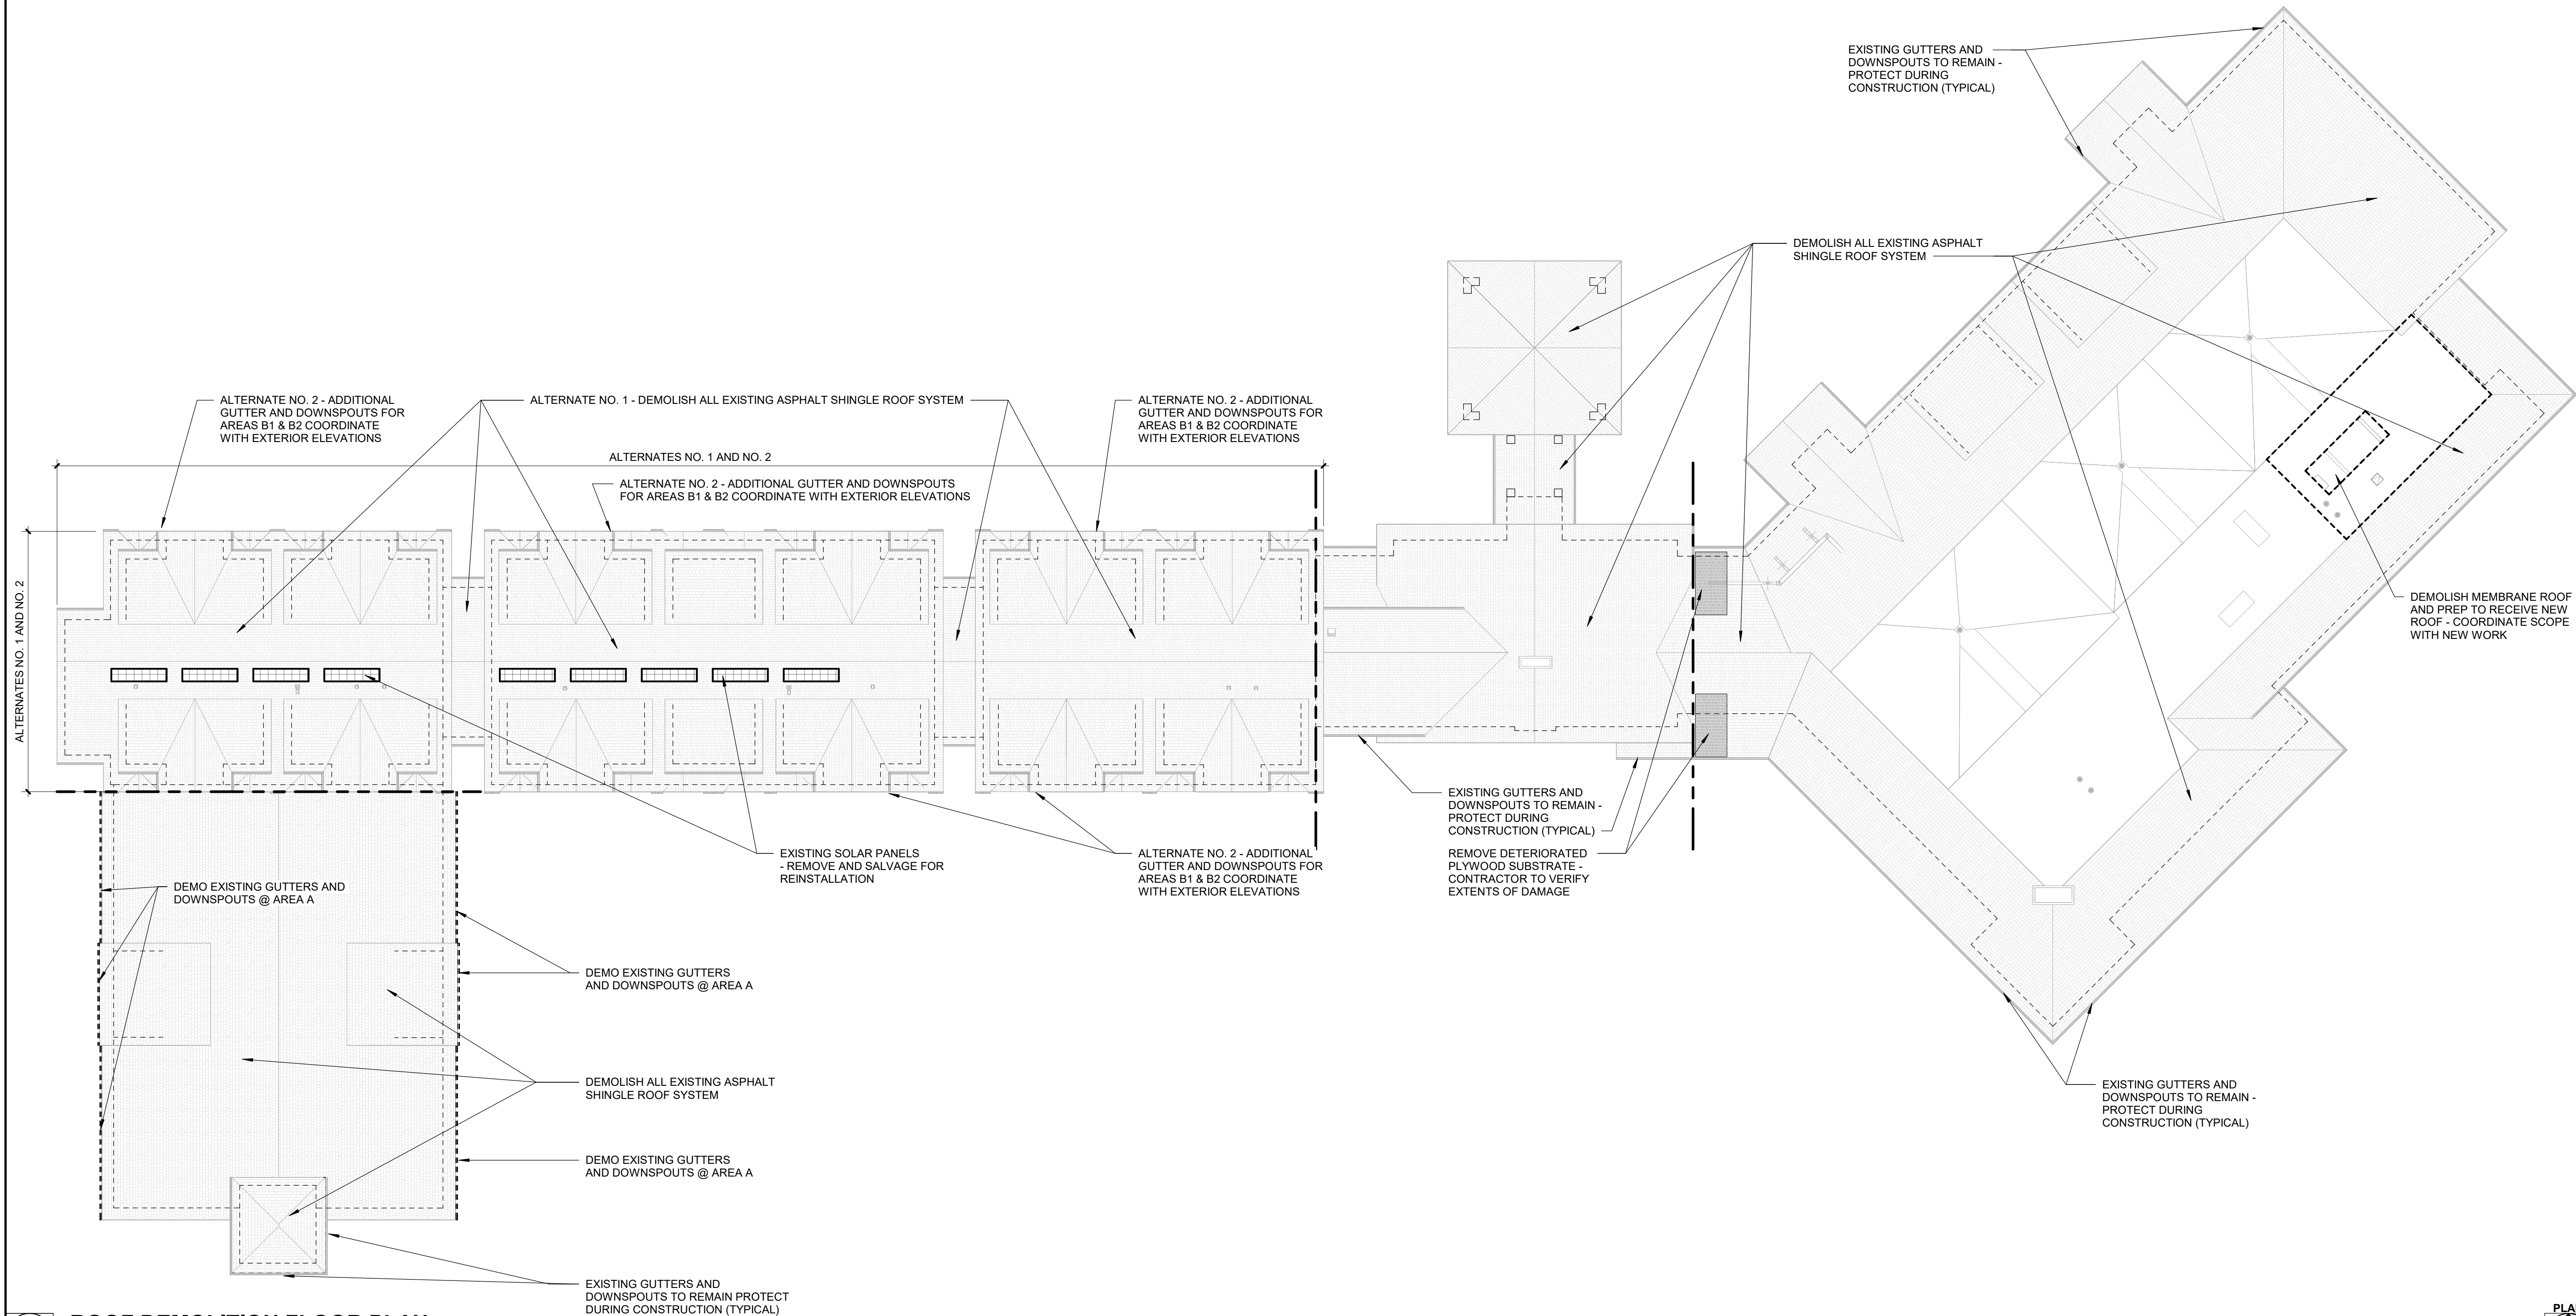 EXISTING GUTTERS AND
DOWNSPOUTS TO REMAIN -
PROTECT DURING
CONSTRUCTION (TYPICAL)
DEMOLISH ALL EXISTING ASPHALT
SHINGLE ROOF SYSTEM
ALTERNATE NO. 2 - ADDITIONAL
GUTTER AND DOWNSPOUTS FOR
AREAS B1 & B2 COORDINATE
WITH EXTERIOR ELEVATIONS
ALTERNATE NO. 1 - DEMOLISH ALL EXISTING ASPHALT SHINGLE ROOF SYSTEM
ALTERNATE NO. 2 - ADDITIONAL
GUTTER AND DOWNSPOUTS FOR
AREAS B1 & B2 COORDINATE
WITH EXTERIOR ELEVATIONS
ALTERNATES NO. 1 AND NO. 2
ALTERNATE NO. 2 - ADDITIONAL GUTTER AND DOWNSPOUTS
FOR AREAS B1 & B2 COORDINATE WITH EXTERIOR ELEVATIONS
ALTERNATES NO. 1 AND NO. 2
DEMOLISH MEMBRANE ROOF
AND PREP TO RECEIVE NEW
ROOF - COORDINATE SCOPE
WITH NEW WORK
EXISTING GUTTERS AND
DOWNSPOUTS TO REMAIN -
PROTECT DURING
CONSTRUCTION (TYPICAL)
REMOVE DETERIORATED
PLYWOOD SUBSTRATE -
CONTRACTOR TO VERIFY
EXTENTS OF DAMAGE
EXISTING SOLAR PANELS
- REMOVE AND SALVAGE FOR
REINSTALLATION
ALTERNATE NO. 2 - ADDITIONAL
GUTTER AND DOWNSPOUTS FOR
AREAS B1 & B2 COORDINATE
WITH EXTERIOR ELEVATIONS
DEMO EXISTING GUTTERS AND
DOWNSPOUTS @ AREA A
DEMO EXISTING GUTTERS
AND DOWNSPOUTS @ AREA A
DEMOLISH ALL EXISTING ASPHALT
SHINGLE ROOF SYSTEM
EXISTING GUTTERS AND
DOWNSPOUTS TO REMAIN -
PROTECT DURING
CONSTRUCTION (TYPICAL)
DEMO EXISTING GUTTERS
AND DOWNSPOUTS @ AREA A
EXISTING GUTTERS AND
DOWNSPOUTS TO REMAIN PROTECT
DURING CONSTRUCTION (TYPICAL)
ROOF DEMOLITION FLOOR PLAN
PLA